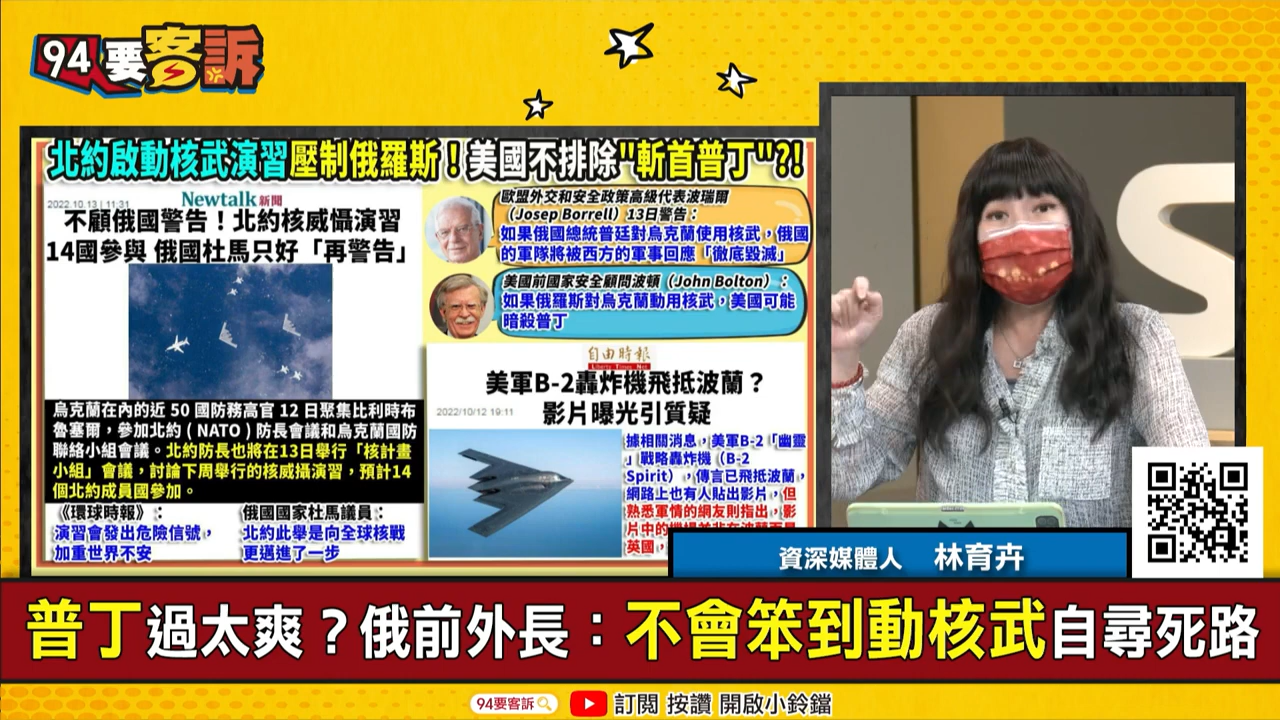 94要客訴
北約啟動核武演習壓制俄羅斯！美國不排除"斬首普丁"?!
2022.10.13 | 11:31
Newtalk新聞
不顧俄國警告！北約核威懾演習
14國參與 俄國杜馬只好「再警告」
烏克蘭在內的近 50 國防務高官 12 日聚集比利時布
魯塞爾，參加北約 ( NATO ) 防長會議和烏克蘭國防
聯絡小組會議。北約防長也將在13日舉行「核計畫
小組」會議，討論下周舉行的核威攝演習，預計14
個北約成員國參加。
《環球時報》：
演習會發出危險信號，
加重世界不安
俄國國家杜馬議員：
北約此舉是向全球核戰
更邁進了一步
歐盟外交和安全政策高級代表波瑞爾
（Josep Borrell）13日警告：
如果俄國總統普廷對烏克蘭使用核武，俄國
的軍隊將被西方的軍事回應「徹底毀滅」
美國前國家安全顧問波頓（John Bolton）：
如果俄羅斯對烏克蘭動用核武，美國可能
暗殺普丁
自由時報
Liberty Times Net
美軍B-2轟炸機飛抵波蘭？
影片曝光引質疑
2022/10/12 19:11
據相關消息，美軍B-2「幽靈
」戰略轟炸機（B-2
Spirit），傳言已飛抵波蘭，
網路上也有人貼出影片，但
熟悉軍情的網友則指出，影
片中的機場並非在波蘭而是
英國，
資深媒體人 林育卉
普丁過太爽？俄前外長：不會笨到動核武自尋死路
94要客訴
訂閱 按讚 開啟小鈴鐺